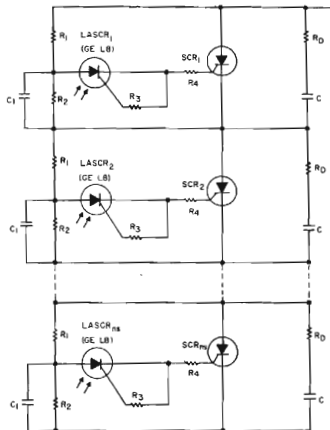 R1
LASCR1
(GE L8)
SCR1
RD
C1
R2
R3
R4
C
R1
LASCR2
(GE L8)
SCR2
RD
C1
R2
R3
R4
C
R1
LASCRns
(GE L8)
SCRns
RD
C1
R2
R3
R4
C